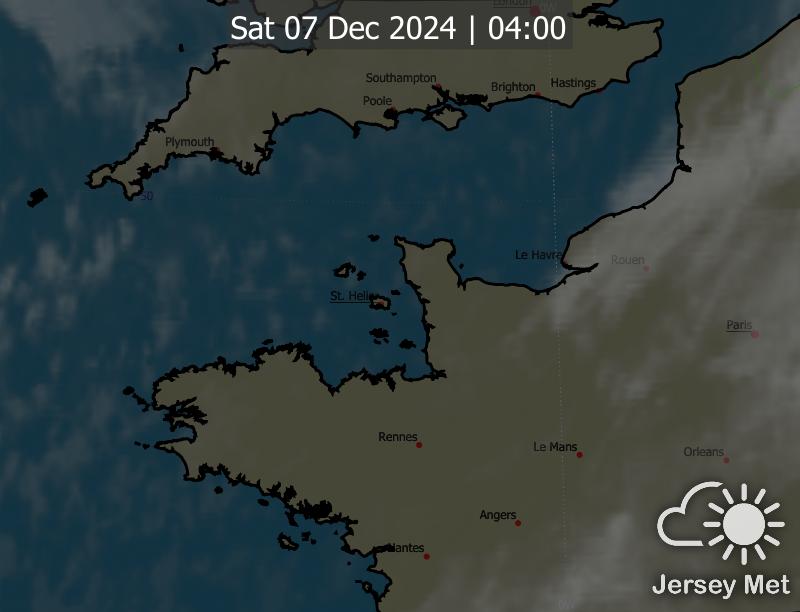 London
Sat 07 Dec 2024 | 04:00
Southampton
Brighton
Hastings
Poole
Plymouth
50
Le Havre
Rouen
St. Helier
Paris
Rennes
Le Mans
Orleans
Angers
Nantes
Jersey Met